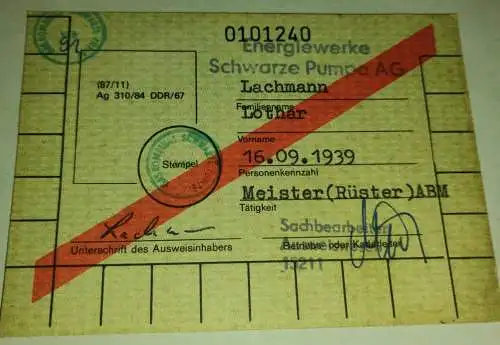 0101240
Energiewerke
Schwarze Pumpe AG
(87/11)
Ag 310/84 DDR/67
Lachmann
Familienname
Lothar
Vorname
16.09.1939
Personenkennzahl
Stempel
Meister(Rüster)ABM
Tätigkeit
Sachbearbeiter
Unterschrift des Ausweisinhabers
Betriebs- oder Kaderleiter
15211